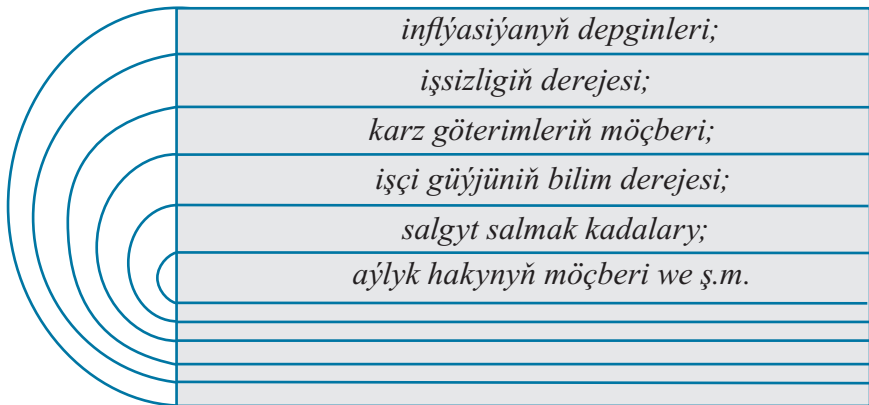 inflýasiýanyň depginleri;
işsizligiň derejesi;
karz göterimleriň möçberi;
işçi güýjüniň bilim derejesi;
salgyt salmak kadalary;
aýlyk hakynyň möçberi we ş.m.